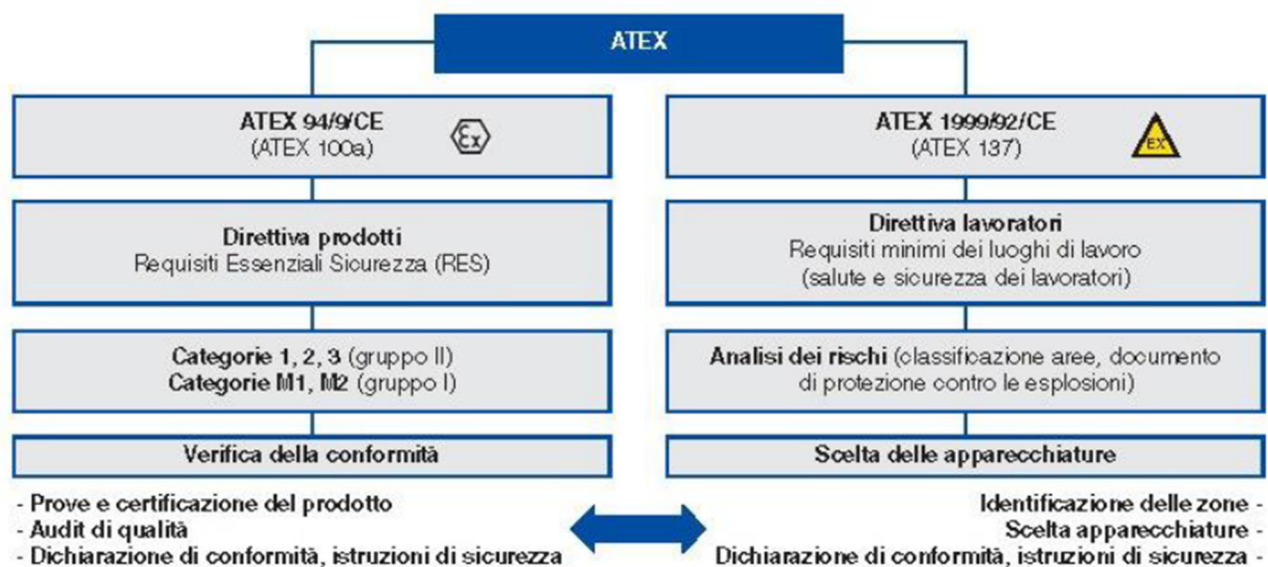 ATEX
ATEX 94/9/CE
(ATEX 100a)
Ex
Direttiva prodotti
Requisiti Essenziali Sicurezza (RES)
Categorie 1, 2, 3 (gruppo II)
Categorie M1, M2 (gruppo I)
Verifica della conformità
- Prove e certificazione del prodotto
- Audit di qualità
- Dichiarazione di conformità, istruzioni di sicurezza
ATEX 1999/92/CE
(ATEX 137)
EX
Direttiva lavoratori
Requisiti minimi dei luoghi di lavoro
(salute e sicurezza dei lavoratori)
Analisi dei rischi (classificazione aree, documento
di protezione contro le esplosioni)
Scelta delle apparecchiature
Identificazione delle zone -
Scelta apparecchiature -
Dichiarazione di conformità, istruzioni di sicurezza -